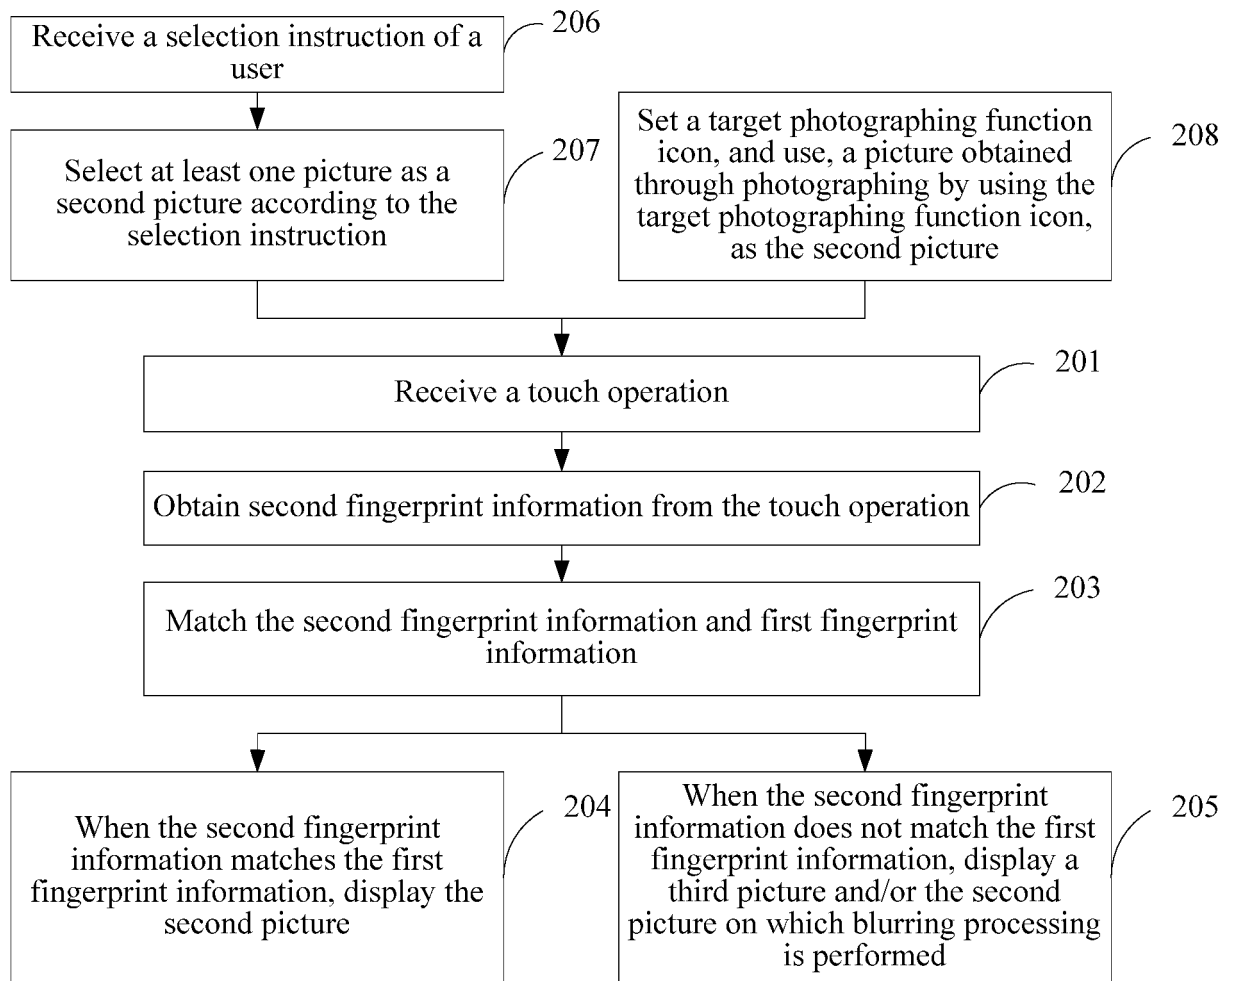 Receive a selection instruction of a
user
206
Select at least one picture as a
second picture according to the
selection instruction
207
Set a target photographing function
icon, and use, a picture obtained
through photographing by using the
target photographing function icon,
as the second picture
208
Receive a touch operation
201
Obtain second fingerprint information from the touch operation
202
Match the second fingerprint information and first fingerprint
information
203
When the second fingerprint
information matches the first
fingerprint information, display the
second picture
204
When the second fingerprint
information does not match the first
fingerprint information, display a
third picture and/or the second
picture on which blurring processing
is performed
205